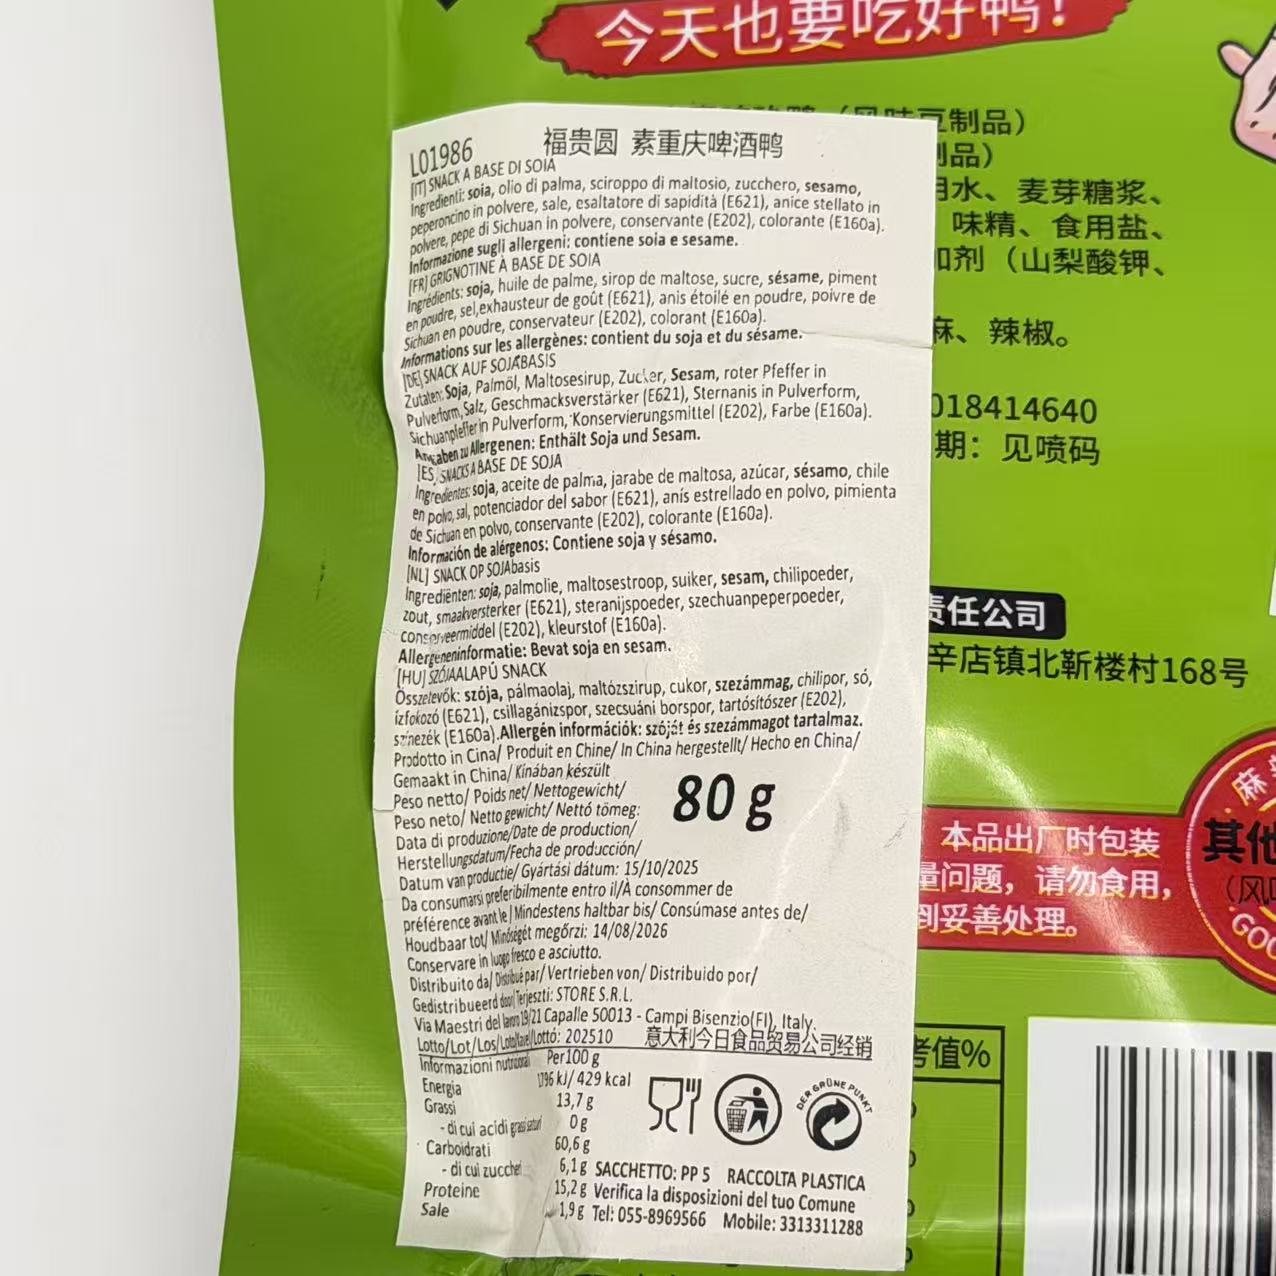 今天也要吃好鸭！
（风味豆制品）
制品）
用水、麦芽糖浆、
味精、食用盐、
加剂（山梨酸钾、
麻、辣椒。
018414640
期：见喷码
责任公司
辛店镇北靳楼村168号
本品出厂时包装
量问题，请勿食用，
到妥善处理。
麻辣
其他
（风味
GOO
考值%
L01986 福贵圆 素重庆啤酒鸭
[IT] SNACK A BASE DI SOIA
Ingredienti: soia, olio di palma, sciroppo di maltosio, zucchero, sesamo,
peperoncino in polvere, sale, esaltatore di sapidità (E621), anice stellato in
polvere, pepe di Sichuan in polvere, conservante (E202), colorante (E160a).
Informazione sugli allergeni: contiene soia e sesame.
[FR] GRIGNOTINE À BASE DE SOIA
Ingrédients: soja, huile de palme, sirop de maltose, sucre, sésame, piment
en poudre, sel,exhausteur de goût (E621), anis étoilé en poudre, poivre de
Sichuan en poudre, conservateur (E202), colorant (E160a).
Informations sur les allergènes: contient du soja et du sésame.
[DE] SNACK AUF SOJABASIS
Zutaten: Soja, Palmöl, Maltosesirup, Zucker, Sesam, roter Pfeffer in
Pulverform, Salz, Geschmacksverstärker (E621), Sternanis in Pulverform,
Sichuanpfeffer in Pulverform, Konservierungsmittel (E202), Farbe (E160a).
Angaben zu Allergenen: Enthält Soja und Sesam.
[ES] SNACKS A BASE DE SOJA
Ingredientes: soja, aceite de palma, jarabe de maltosa, azúcar, sésamo, chile
en polvo, sal, potenciador del sabor (E621), anís estrellado en polvo, pimienta
de Sichuan en polvo, conservante (E202), colorante (E160a).
Información de alérgenos: Contiene soja y sésamo.
[NL] SNACK OP SOJAbasis
Ingrediënten: soja, palmolie, maltosestroop, suiker, sesam, chilipoeder,
zout, smaakversterker (E621), steranijspoeder, szechuanpeperpoeder,
conserveermiddel (E202), kleurstof (E160a).
Allergeneninformatie: Bevat soja en sesam.
[HU] SZÓJAALAPÚ SNACK
Összetevők: szója, pálmaolaj, maltózszirup, cukor, szezámmag, chilipor, só,
ízfokozó (E621), csillagánizspor, szecsuáni borspor, tartósítószer (E202),
színezék (E160a).Allergén információk: szóját és szezámmagot tartalmaz.
Prodotto in Cina/ Produit en Chine/ In China hergestellt/ Hecho en China/
Gemaakt in China/ Kínában készült
Peso netto/ Poids net/ Nettogewicht/
Peso neto/ Netto gewicht/ Nettó tömeg: 80 g
Data di produzione/Date de production/
Herstellungsdatum/Fecha de producción/
Datum van productie/ Gyártási dátum: 15/10/2025
Da consumarsi preferibilmente entro il/À consommer de
préférence avant le/ Mindestens haltbar bis/ Consúmase antes de/
Houdbaar tot/ Minőségét megőrzi: 14/08/2026
Conservare in luogo fresco e asciutto.
Distribuito da/ Distribué par/ Vertrieben von/ Distribuido por/
Gedistribueerd door/ Terjeszti: STORE S.R.L.
Via Maestri del lavoro 19/21 Capalle 50013 - Campi Bisenzio(FI), Italy.
Lotto/Lot/Los/Lote/Lote/Lottó: 202510 意大利今日食品贸易公司经销
Informazioni nutrizionali Per100 g
Energia 1796 kJ/ 429 kcal
Grassi 13,7 g
- di cui acidi grassi saturi 0 g
Carboidrati 60,6 g
- di cui zuccheri 6,1 g
Proteine 15,2 g
Sale 1,9 g
DER GRÜNE PUNKT
SACCHETTO: PP 5 RACCOLTA PLASTICA
Verifica la disposizioni del tuo Comune
Tel: 055-8969566 Mobile: 3313311288